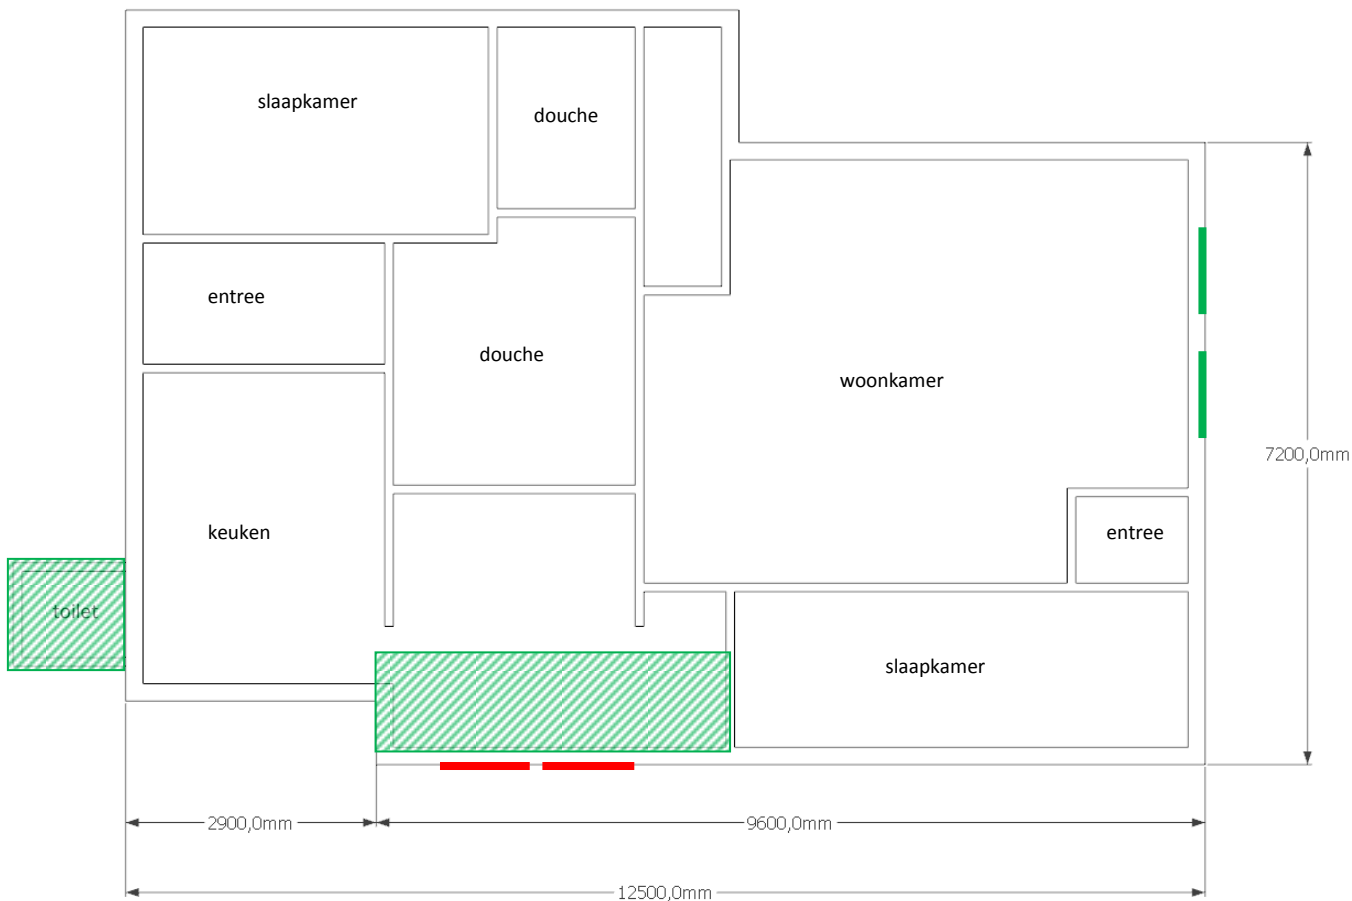 slaapkamer
douche
entree
douche
woonkamer
7200,0mm
keuken
entree
toilet
slaapkamer
2900,0mm
9600,0mm
12500,0mm